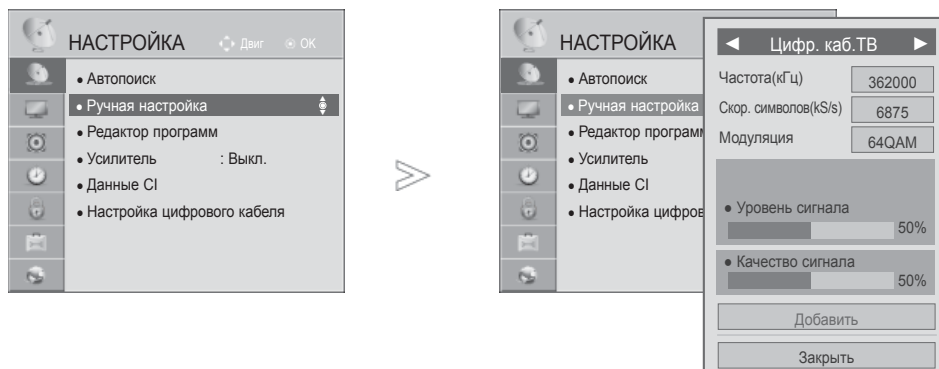 НАСТРОЙКА Двиг OK
• Автопоиск
• Ручная настройка
• Редактор программ
• Усилитель : Выкл.
• Данные CI
• Настройка цифрового кабеля
НАСТРОЙКА
• Автопоиск
• Ручная настройка
• Редактор програм
• Усилитель
• Данные CI
• Настройка цифров
Цифр. каб.ТВ
Частота(кГц) 362000
Скор. символов(kS/s) 6875
Модуляция 64QAM
• Уровень сигнала
50%
• Качество сигнала
50%
Добавить
Закрыть